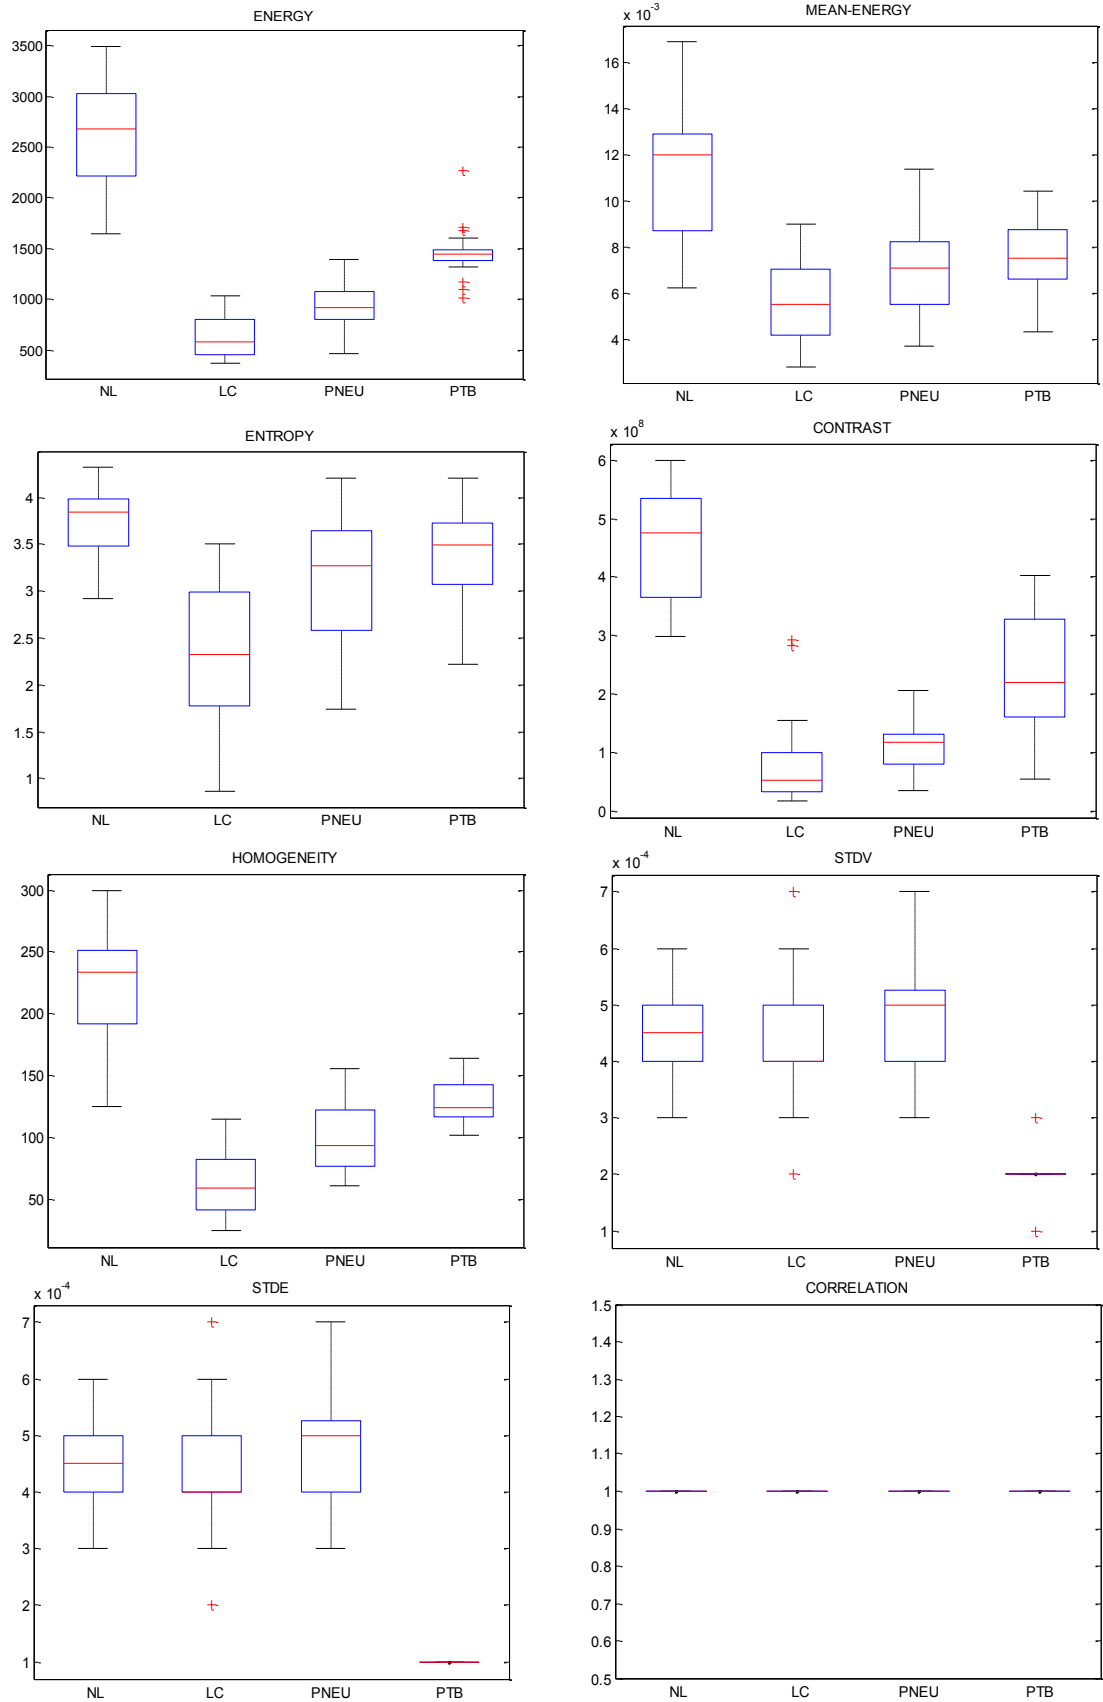 ENERGY
3500
3000
2500
2000
1500
1000
500
NL LC PNEU PTB
MEAN-ENERGY
x 10-3
16
14
12
10
8
6
4
NL LC PNEU PTB
ENTROPY
4
3.5
3
2.5
2
1.5
1
NL LC PNEU PTB
CONTRAST
x 10^8
6
5
4
3
2
1
0
NL LC PNEU PTB
HOMOGENEITY
300
250
200
150
100
50
NL LC PNEU PTB
STDV
x 10-4
7
6
5
4
3
2
1
NL LC PNEU PTB
STDE
x 10-4
7
6
5
4
3
2
1
NL LC PNEU PTB
CORRELATION
1.5
1.4
1.3
1.2
1.1
1
0.9
0.8
0.7
0.6
0.5
NL LC PNEU PTB